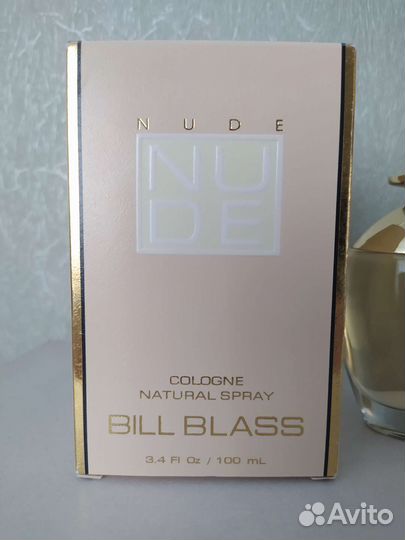 NUDE
NU
DE
COLOGNE
NATURAL SPRAY
BILL BLASS
3.4 Fl Oz / 100 mL
Avito